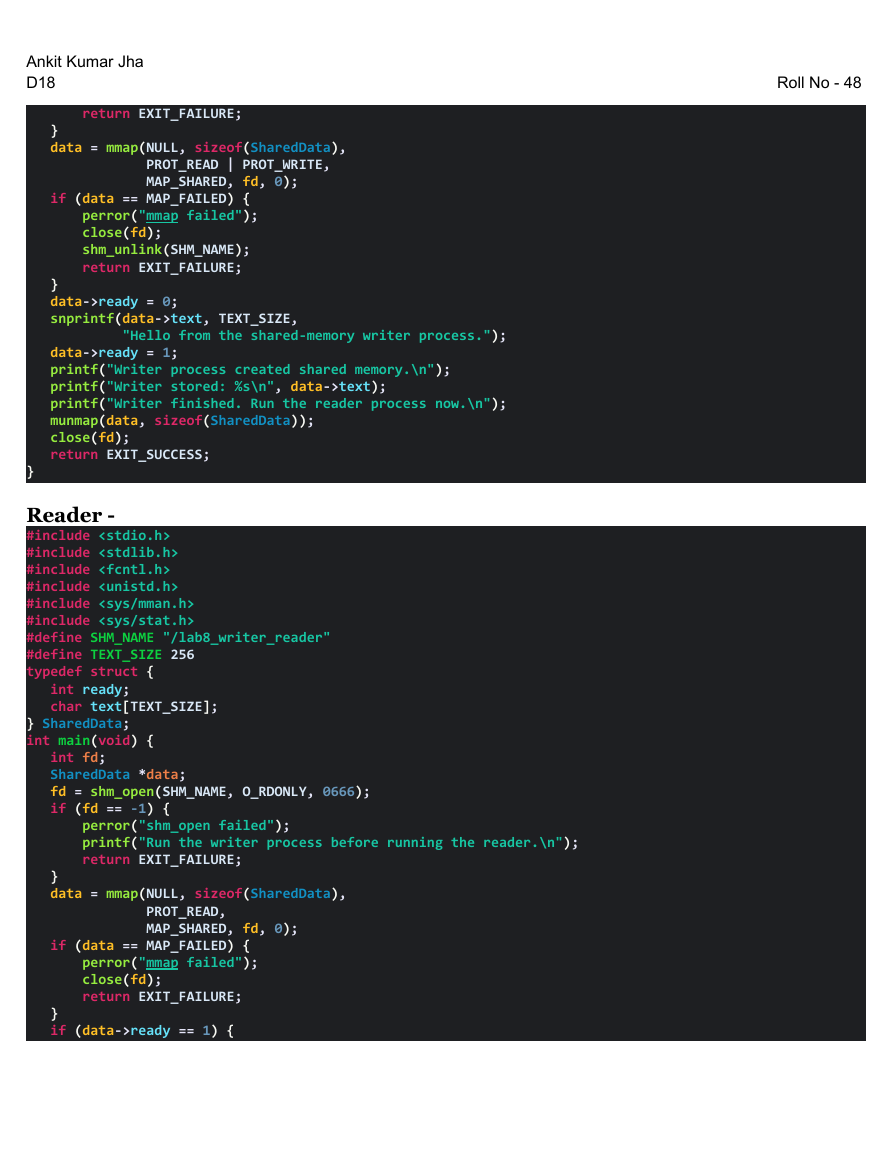 Ankit Kumar Jha
D18 Roll No - 48
return EXIT_FAILURE;
}
data = mmap(NULL, sizeof(SharedData),
PROT_READ | PROT_WRITE,
MAP_SHARED, fd, 0);
if (data == MAP_FAILED) {
perror("mmap failed");
close(fd);
shm_unlink(SHM_NAME);
return EXIT_FAILURE;
}
data->ready = 0;
snprintf(data->text, TEXT_SIZE,
"Hello from the shared-memory writer process.");
data->ready = 1;
printf("Writer process created shared memory.\n");
printf("Writer stored: %s\n", data->text);
printf("Writer finished. Run the reader process now.\n");
munmap(data, sizeof(SharedData));
close(fd);
return EXIT_SUCCESS;
}
Reader -
#include <stdio.h>
#include <stdlib.h>
#include <fcntl.h>
#include <unistd.h>
#include <sys/mman.h>
#include <sys/stat.h>
#define SHM_NAME "/lab8_writer_reader"
#define TEXT_SIZE 256
typedef struct {
int ready;
char text[TEXT_SIZE];
} SharedData;
int main(void) {
int fd;
SharedData *data;
fd = shm_open(SHM_NAME, O_RDONLY, 0666);
if (fd == -1) {
perror("shm_open failed");
printf("Run the writer process before running the reader.\n");
return EXIT_FAILURE;
}
data = mmap(NULL, sizeof(SharedData),
PROT_READ,
MAP_SHARED, fd, 0);
if (data == MAP_FAILED) {
perror("mmap failed");
close(fd);
return EXIT_FAILURE;
}
if (data->ready == 1) {